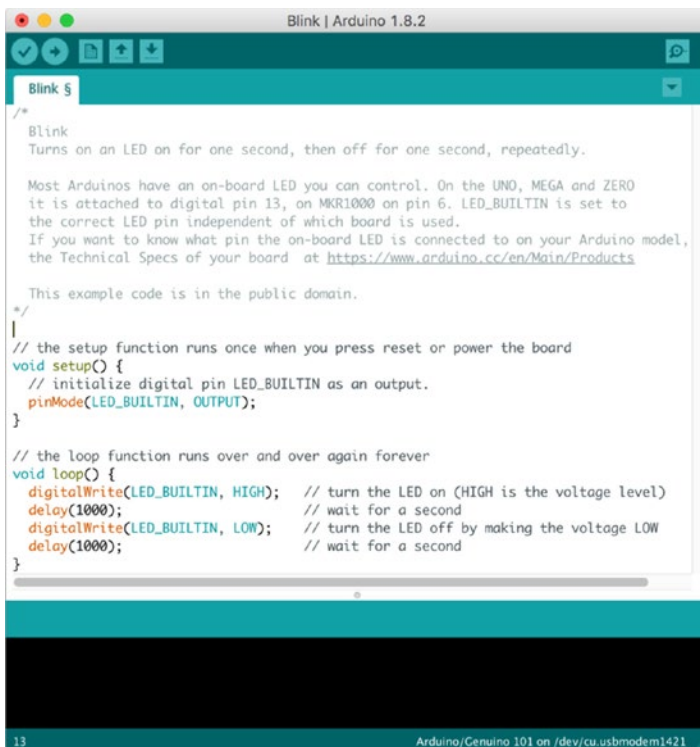 Blink | Arduino 1.8.2
Blink §
/*
Blink
Turns on an LED on for one second, then off for one second, repeatedly.
Most Arduinos have an on-board LED you can control. On the UNO, MEGA and ZERO
it is attached to digital pin 13, on MKR1000 on pin 6. LED_BUILTIN is set to
the correct LED pin independent of which board is used.
If you want to know what pin the on-board LED is connected to on your Arduino model,
the Technical Specs of your board at https://www.arduino.cc/en/Main/Products
This example code is in the public domain.
*/
// the setup function runs once when you press reset or power the board
void setup() {
// initialize digital pin LED_BUILTIN as an output.
pinMode(LED_BUILTIN, OUTPUT);
}
// the loop function runs over and over again forever
void loop() {
digitalWrite(LED_BUILTIN, HIGH); // turn the LED on (HIGH is the voltage level)
delay(1000); // wait for a second
digitalWrite(LED_BUILTIN, LOW); // turn the LED off by making the voltage LOW
delay(1000); // wait for a second
}
13 Arduino/Genuino 101 on /dev/cu.usbmodem1421